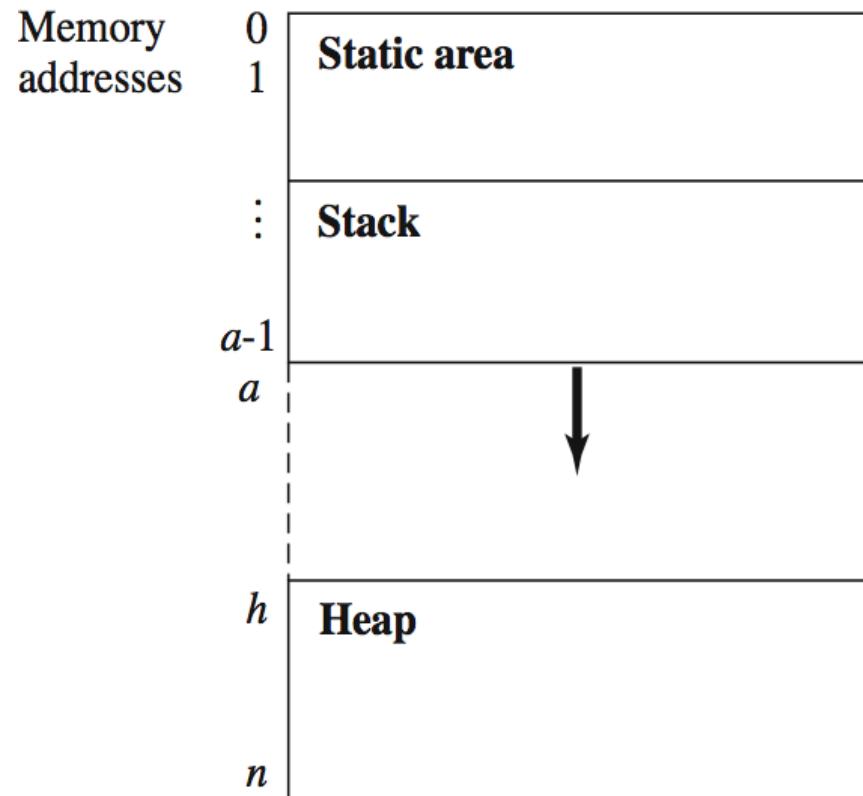 Memory 0
addresses 1
Static area
⋮
Stack
a-1
a
h
Heap
n